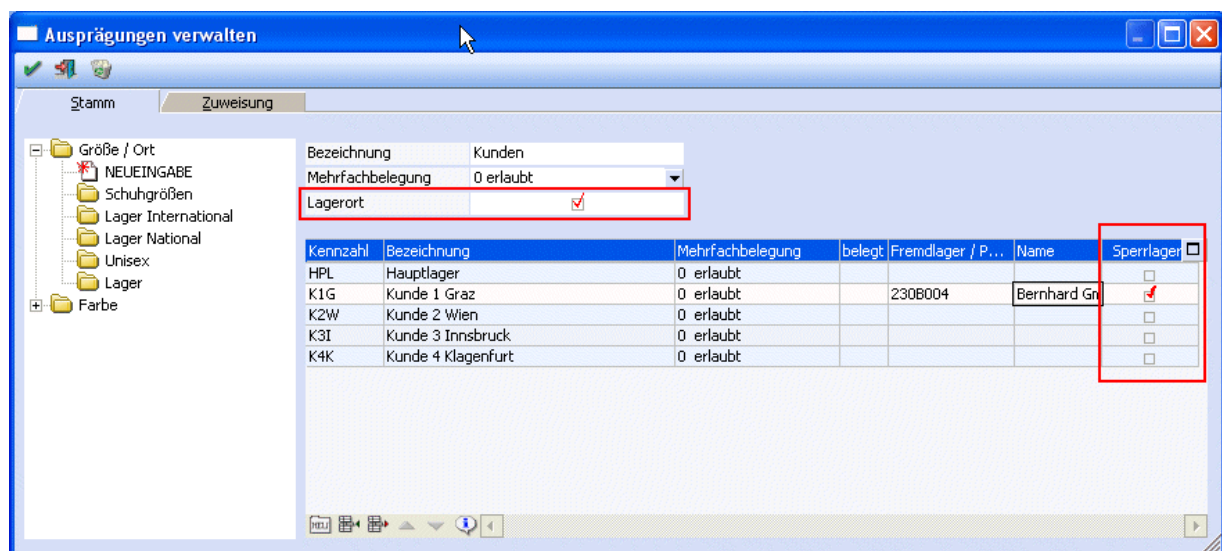 Ausprägungen verwalten
Stamm Zuweisung
Größe / Ort
NEUEINGABE
Schuhgrößen
Lager International
Lager National
Unisex
Lager
Farbe
Bezeichnung Kunden
Mehrfachbelegung 0 erlaubt
Lagerort
Kennzahl Bezeichnung Mehrfachbelegung belegt Fremdlager / P... Name Sperrlager
HPL Hauptlager 0 erlaubt
K1G Kunde 1 Graz 0 erlaubt 230B004 Bernhard Gm
K2W Kunde 2 Wien 0 erlaubt
K3I Kunde 3 Innsbruck 0 erlaubt
K4K Kunde 4 Klagenfurt 0 erlaubt